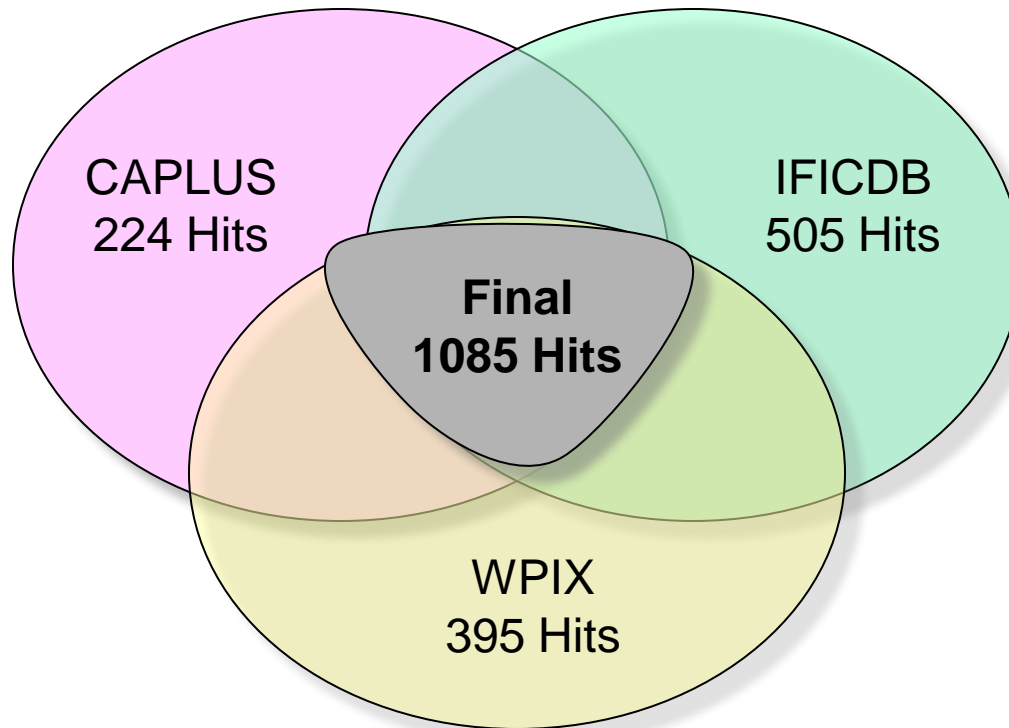 CAPLUS
224 Hits
IFICDB
505 Hits
Final
1085 Hits
WPIX
395 Hits